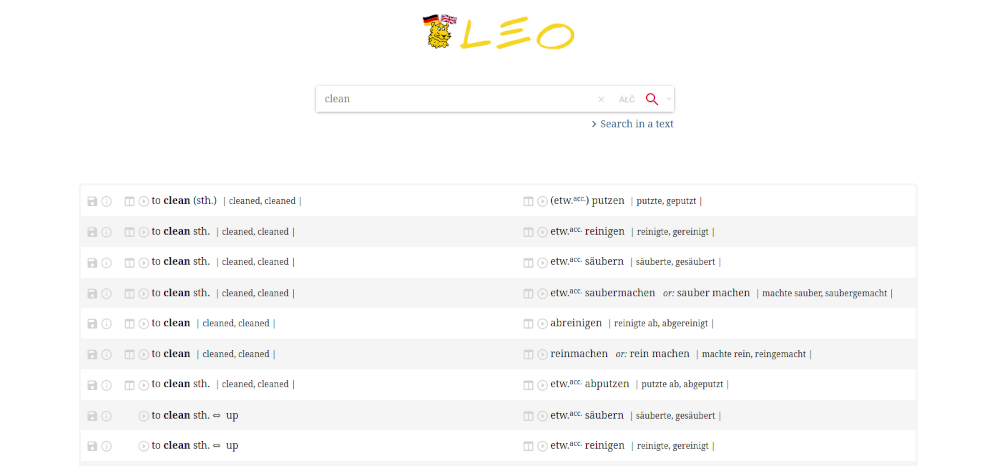 LEO
clean × ÄŁČ
Search in a text
to clean (sth.) | cleaned, cleaned | (etw.acc.) putzen | putzte, geputzt |
to clean sth. | cleaned, cleaned | etw.acc. reinigen | reinigte, gereinigt |
to clean sth. | cleaned, cleaned | etw.acc. säubern | säuberte, gesäubert |
to clean sth. | cleaned, cleaned | etw.acc. saubermachen or: sauber machen | machte sauber, saubergemacht |
to clean | cleaned, cleaned | abreinigen | reinigte ab, abgereinigt |
to clean | cleaned, cleaned | reinmachen or: rein machen | machte rein, reingemacht |
to clean sth. | cleaned, cleaned | etw.acc. abputzen | putzte ab, abgeputzt |
to clean sth. ⇔ up etw.acc. säubern | säuberte, gesäubert |
to clean sth. ⇔ up etw.acc. reinigen | reinigte, gereinigt |